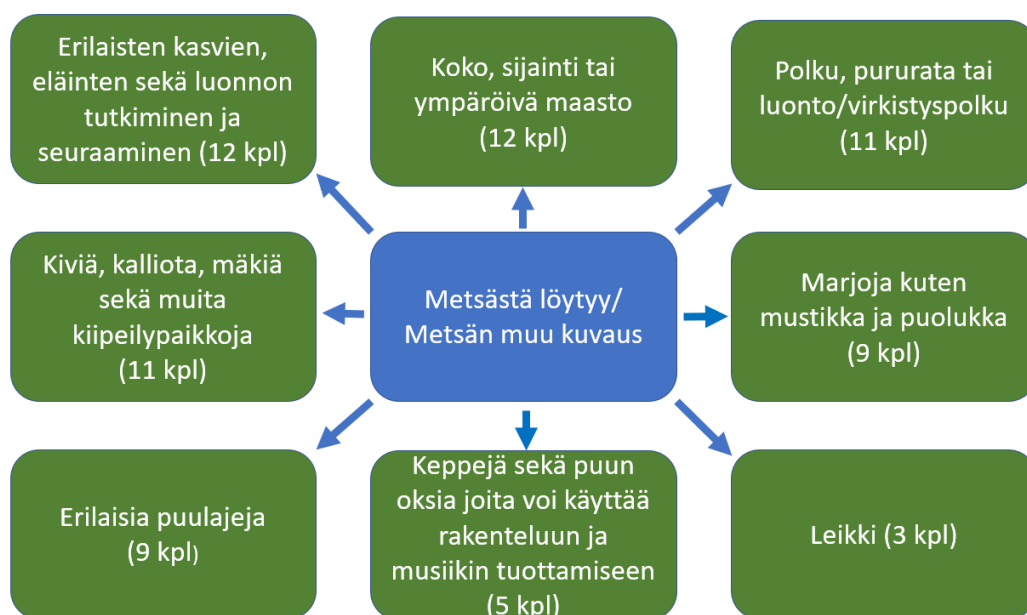 Erilaisten kasvien,
eläinten sekä luonnon
tutkiminen ja
seuraaminen (12 kpl)
Koko, sijainti tai
ympäröivä maasto
(12 kpl)
Polku, pururata tai
luonto/virkistyspolku
(11 kpl)
Kiviä, kalliota, mäkiä
sekä muita
kiipeilypaikkoja
(11 kpl)
Metsästä löytyy/
Metsän muu kuvaus
Marjoja kuten
mustikka ja puolukka
(9 kpl)
Erilaisia puulajeja
(9 kpl)
Keppejä sekä puun
oksia joita voi käyttää
rakenteluun ja
musiikin tuottamiseen
(5 kpl)
Leikki (3 kpl)